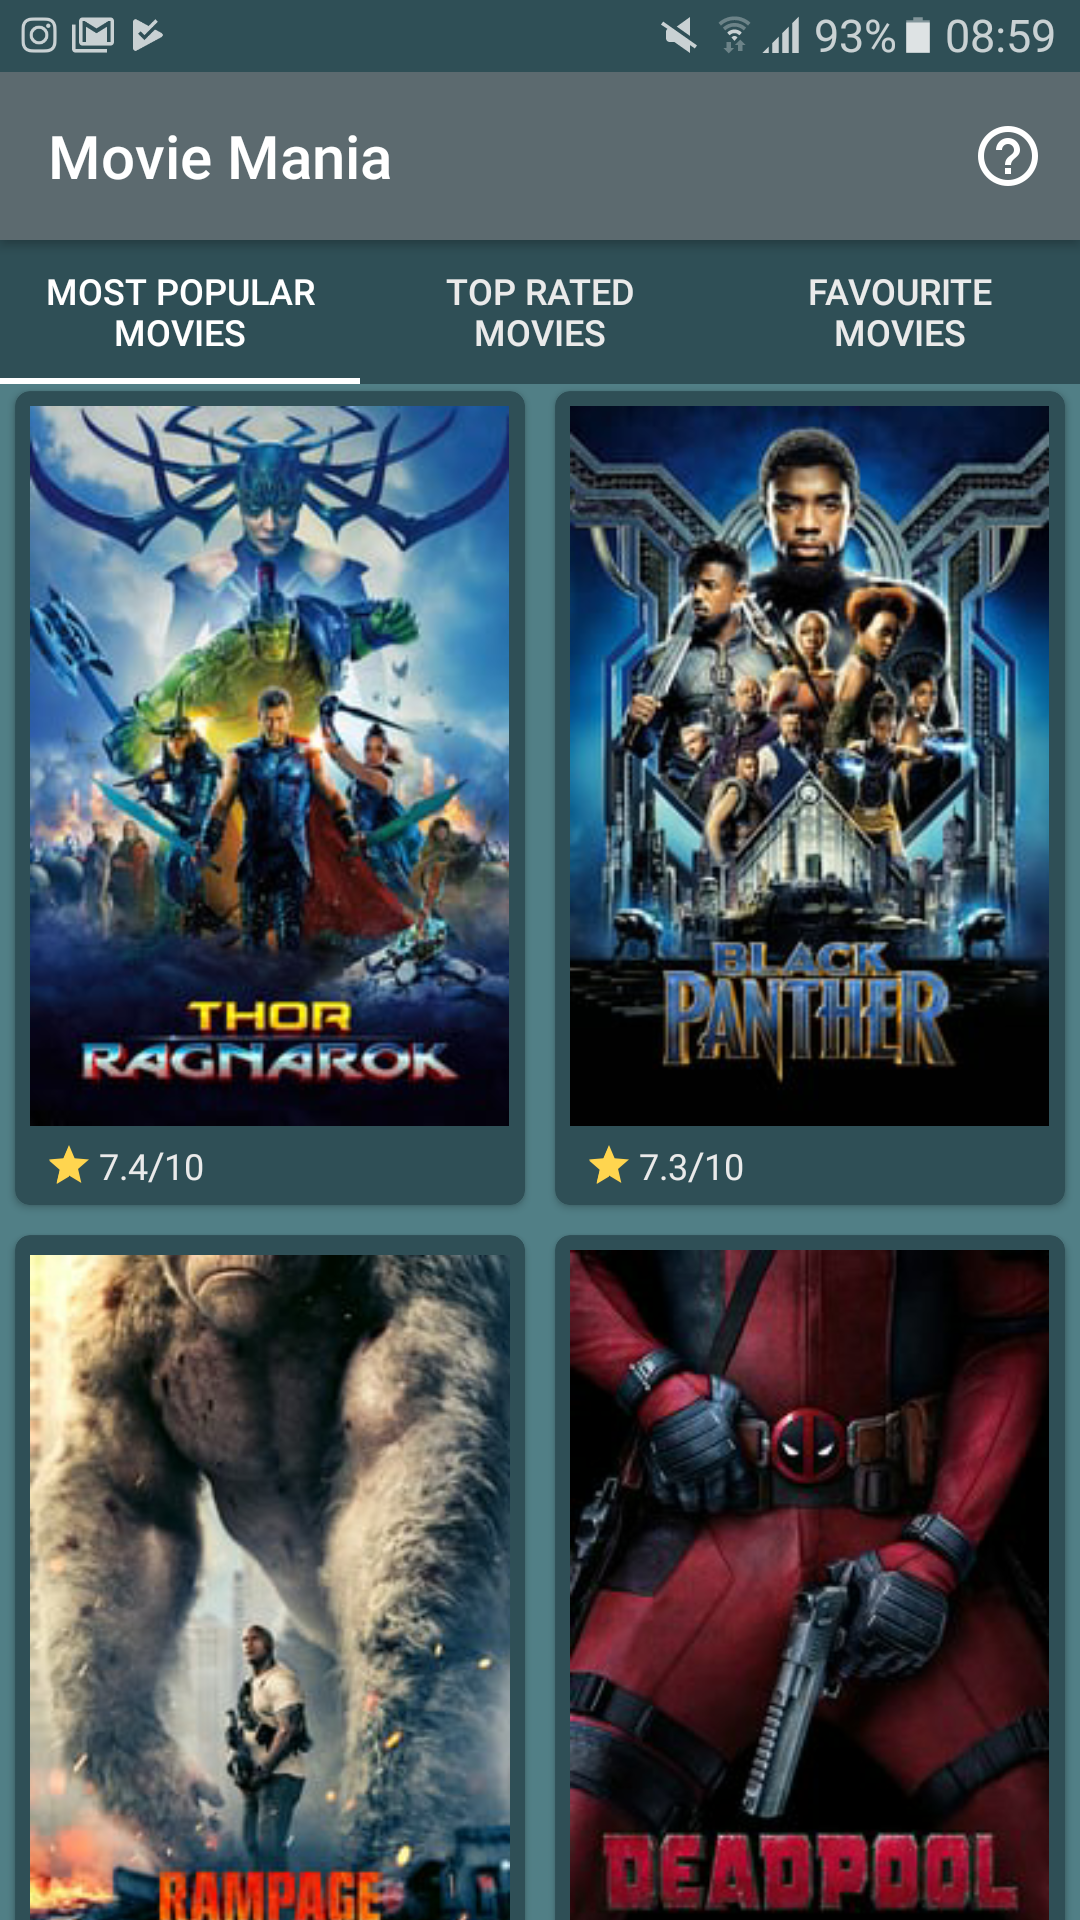 93% 08:59
Movie Mania
MOST POPULAR
MOVIES
TOP RATED
MOVIES
FAVOURITE
MOVIES
THOR
RAGNAROK
BLACK
PANTHER
7.4/10
7.3/10
RAMPAGE
DEADPOOL